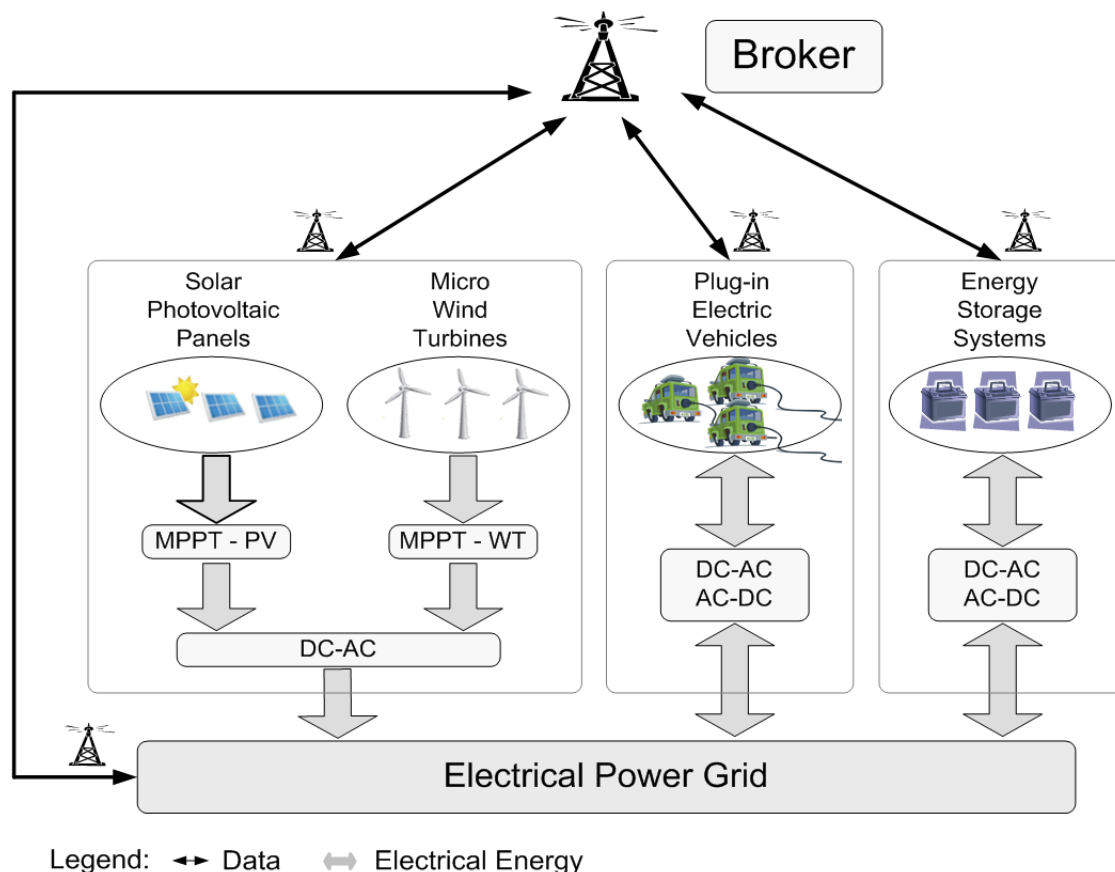 Broker
Solar
Photovoltaic
Panels
Micro
Wind
Turbines
Plug-in
Electric
Vehicles
Energy
Storage
Systems
MPPT - PV
MPPT - WT
DC-AC
AC-DC
DC-AC
AC-DC
DC-AC
Electrical Power Grid
Legend: Data Electrical Energy